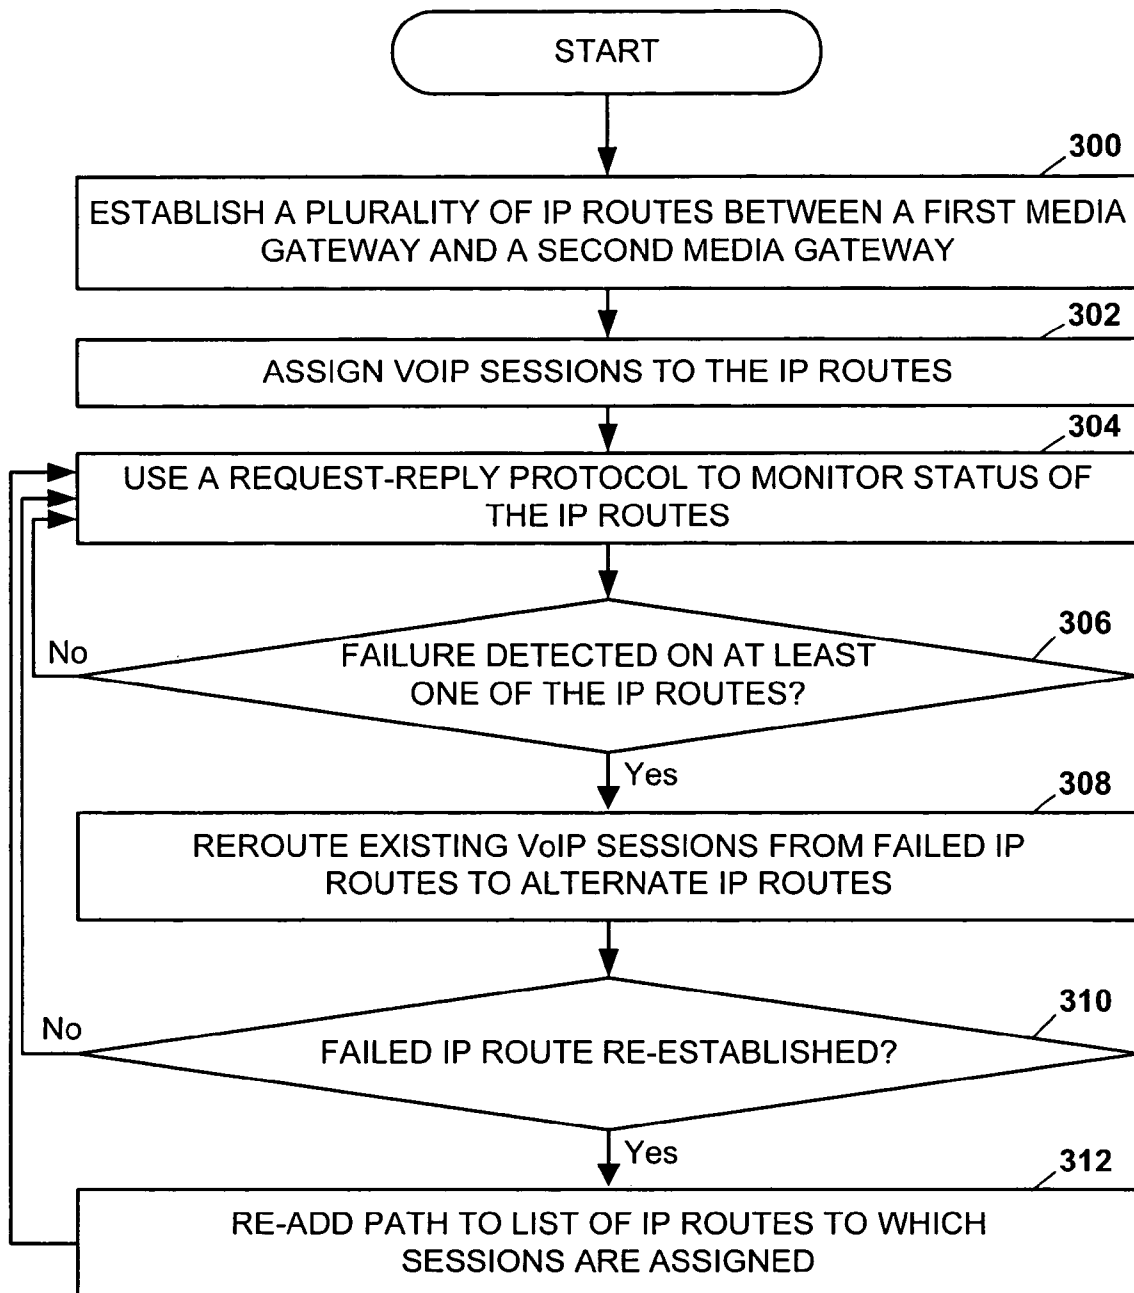 START
300
ESTABLISH A PLURALITY OF IP ROUTES BETWEEN A FIRST MEDIA
GATEWAY AND A SECOND MEDIA GATEWAY
302
ASSIGN VOIP SESSIONS TO THE IP ROUTES
304
USE A REQUEST-REPLY PROTOCOL TO MONITOR STATUS OF
THE IP ROUTES
306
No
FAILURE DETECTED ON AT LEAST
ONE OF THE IP ROUTES?
Yes
308
REROUTE EXISTING VoIP SESSIONS FROM FAILED IP
ROUTES TO ALTERNATE IP ROUTES
310
No
FAILED IP ROUTE RE-ESTABLISHED?
Yes
312
RE-ADD PATH TO LIST OF IP ROUTES TO WHICH
SESSIONS ARE ASSIGNED